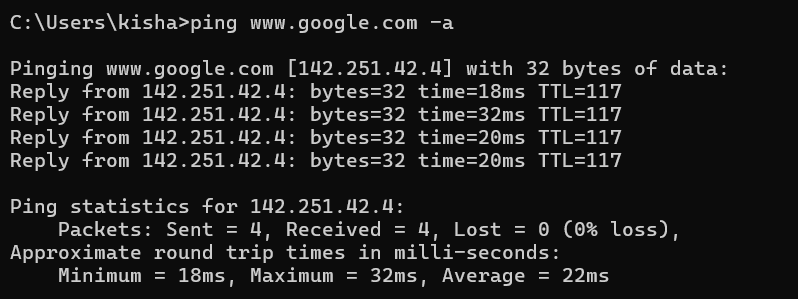 C:\Users\kisha>ping www.google.com -a
Pinging www.google.com [142.251.42.4] with 32 bytes of data:
Reply from 142.251.42.4: bytes=32 time=18ms TTL=117
Reply from 142.251.42.4: bytes=32 time=32ms TTL=117
Reply from 142.251.42.4: bytes=32 time=20ms TTL=117
Reply from 142.251.42.4: bytes=32 time=20ms TTL=117
Ping statistics for 142.251.42.4:
Packets: Sent = 4, Received = 4, Lost = 0 (0% loss),
Approximate round trip times in milli-seconds:
Minimum = 18ms, Maximum = 32ms, Average = 22ms